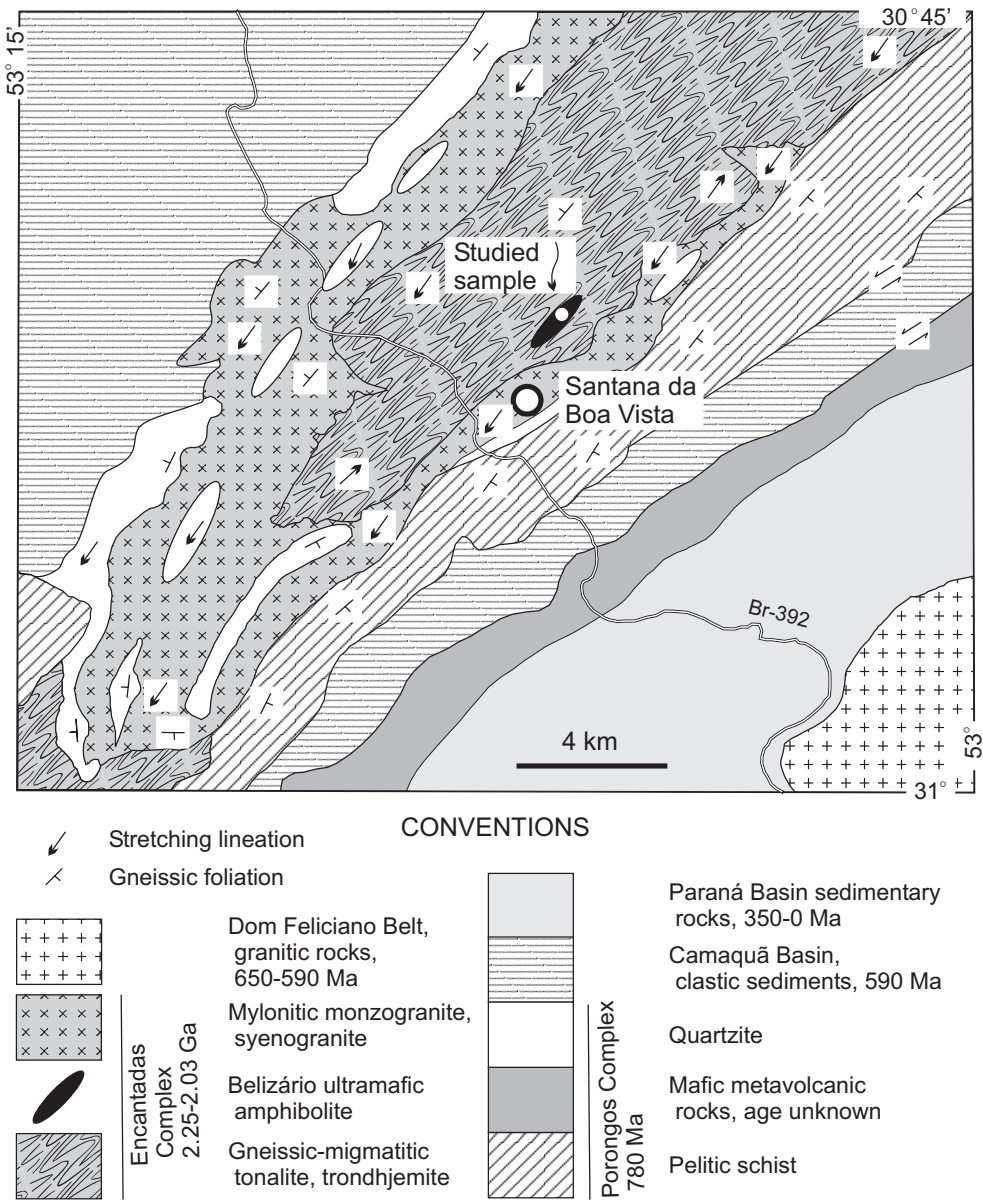 30°45'
53° 15'
Studied
sample
Santana da
Boa Vista
Br-392
4 km
53°
31°
CONVENTIONS
Stretching lineation
Gneissic foliation
Dom Feliciano Belt,
granitic rocks,
650-590 Ma
Encantadas
Complex
2.25-2.03 Ga
Mylonitic monzogranite,
syenogranite
Belizário ultramafic
amphibolite
Gneissic-migmatitic
tonalite, trondhjemite
Paraná Basin sedimentary
rocks, 350-0 Ma
Camaquã Basin,
clastic sediments, 590 Ma
Porongos Complex
780 Ma
Quartzite
Mafic metavolcanic
rocks, age unknown
Pelitic schist